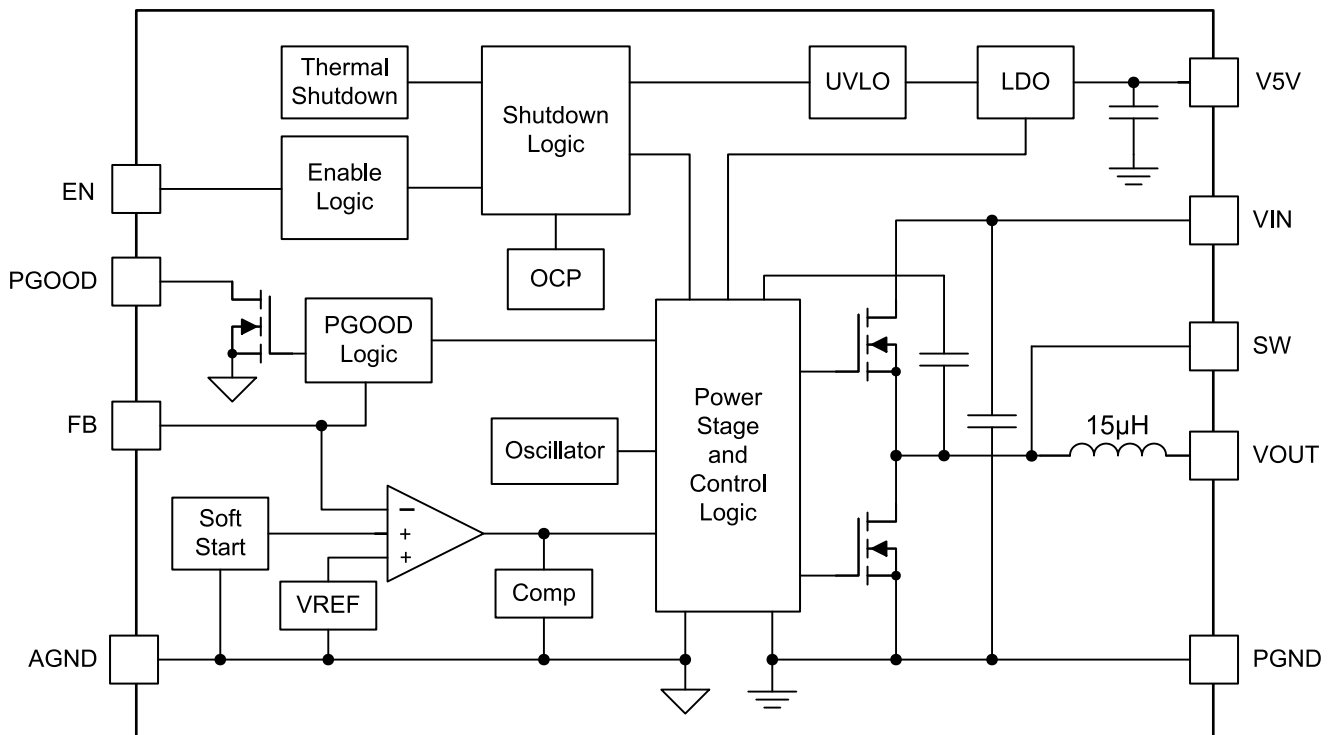 Thermal
Shutdown
Shutdown
Logic
UVLO
LDO
V5V
EN
Enable
Logic
VIN
PGOOD
OCP
PGOOD
Logic
SW
FB
Oscillator
Power
Stage
and
Control
Logic
15µH
VOUT
Soft
Start
−
+
+
VREF
Comp
AGND
PGND